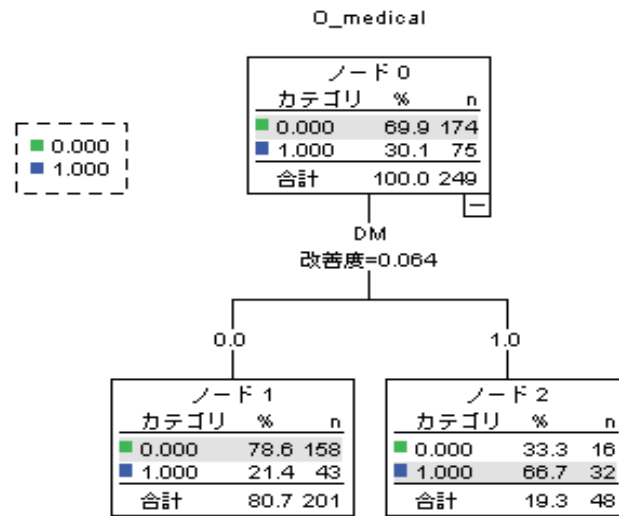 O_medical
0.000
1.000
ノード 0
カテゴリ % n
0.000 69.9 174
1.000 30.1 75
合計 100.0 249
DM
改善度=0.064
0.0 1.0
ノード 1
カテゴリ % n
0.000 78.6 158
1.000 21.4 43
合計 80.7 201
ノード 2
カテゴリ % n
0.000 33.3 16
1.000 66.7 32
合計 19.3 48